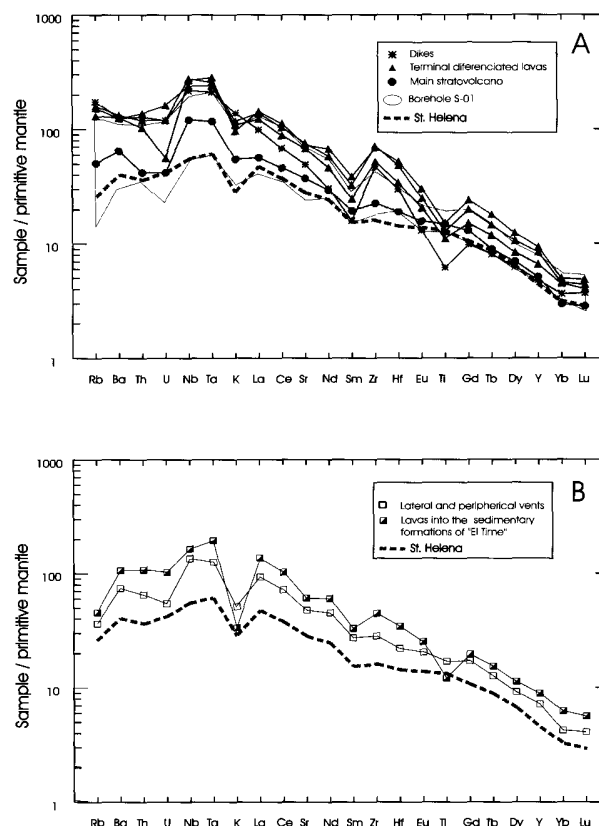 1000
100
10
1
Sample / primitive mantle
A
Dikes
Terminal diferenciated lavas
Main stratovolcano
Borehole S-01
St. Helena
Rb Ba Th U Nb Ta K La Ce Sr Nd Sm Zr Hf Eu Ti Gd Tb Dy Y Yb Lu
1000
100
10
1
Sample / primitive mantle
B
Lateral and peripherical vents
Lavas into the sedimentary
formations of "El Time"
St. Helena
Rb Ba Th U Nb Ta K La Ce Sr Nd Sm Zr Hf Eu Ti Gd Tb Dy Y Yb Lu